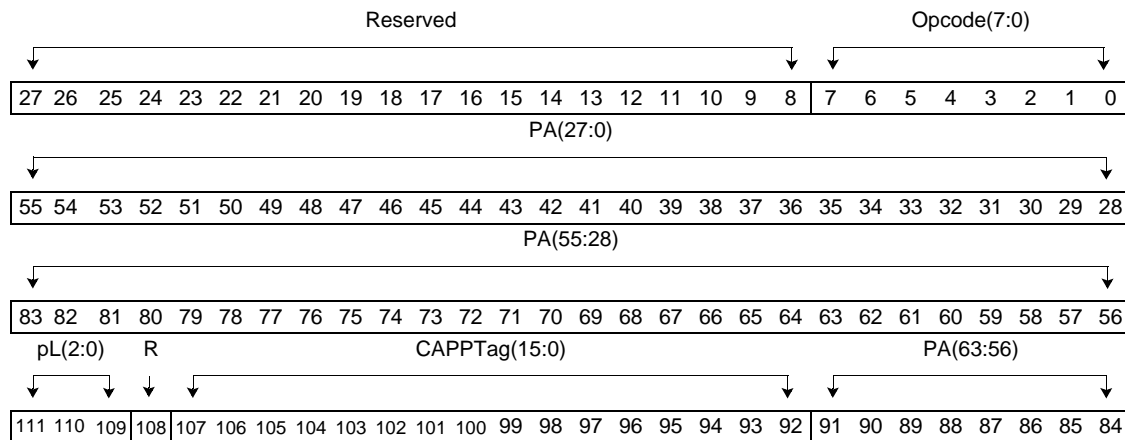 Reserved Opcode(7:0)
27 26 25 24 23 22 21 20 19 18 17 16 15 14 13 12 11 10 9 8 7 6 5 4 3 2 1 0
PA(27:0)
55 54 53 52 51 50 49 48 47 46 45 44 43 42 41 40 39 38 37 36 35 34 33 32 31 30 29 28
PA(55:28)
83 82 81 80 79 78 77 76 75 74 73 72 71 70 69 68 67 66 65 64 63 62 61 60 59 58 57 56
pL(2:0) R CAPPTag(15:0) PA(63:56)
111 110 109 108 107 106 105 104 103 102 101 100 99 98 97 96 95 94 93 92 91 90 89 88 87 86 85 84